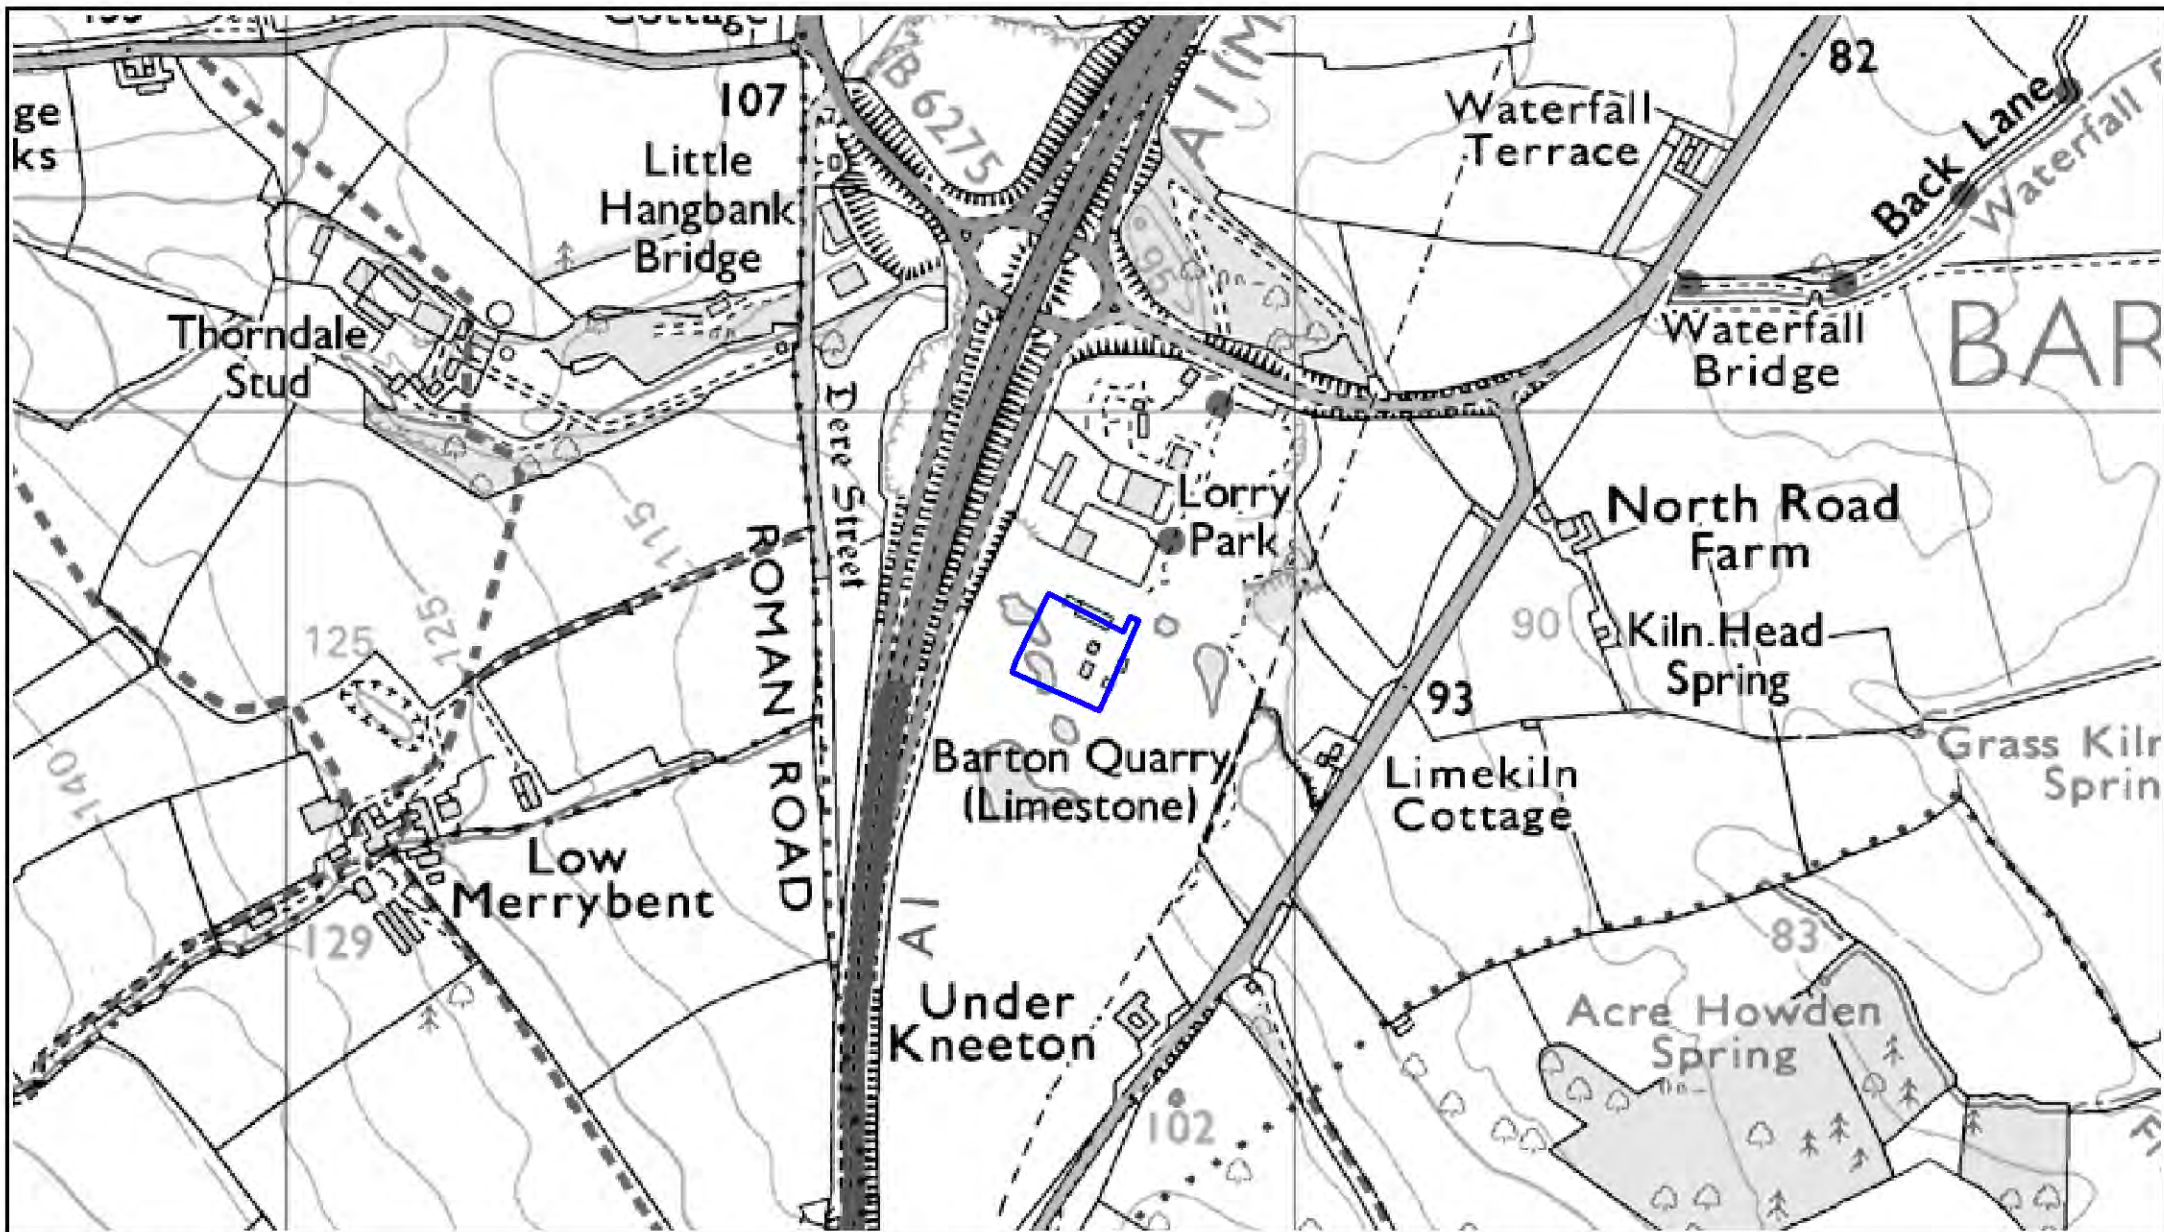 Cottage
A1(M
82
107
B 6275
ge
ks
Waterfall
Terrace
Back Lane
Waterfall
Little
Hangbank
Bridge
95
Thorndale
Stud
Waterfall
Bridge
BAR
Dere Street
115
ROMAN ROAD
Lorry
Park
North Road
Farm
125
125
90
Kiln Head
Spring
93
140
Barton Quarry
(Limestone)
Limekiln
Cottage
Grass Kiln
Sprin
Low
Merrybent
129
A1
83
Under
Kneeton
Acre Howden
Spring
102